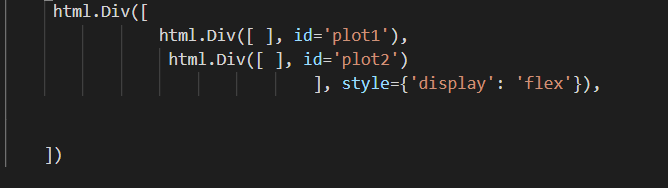 html.Div([
html.Div([ ], id='plot1'),
html.Div([ ], id='plot2')
], style={'display': 'flex'}),
])